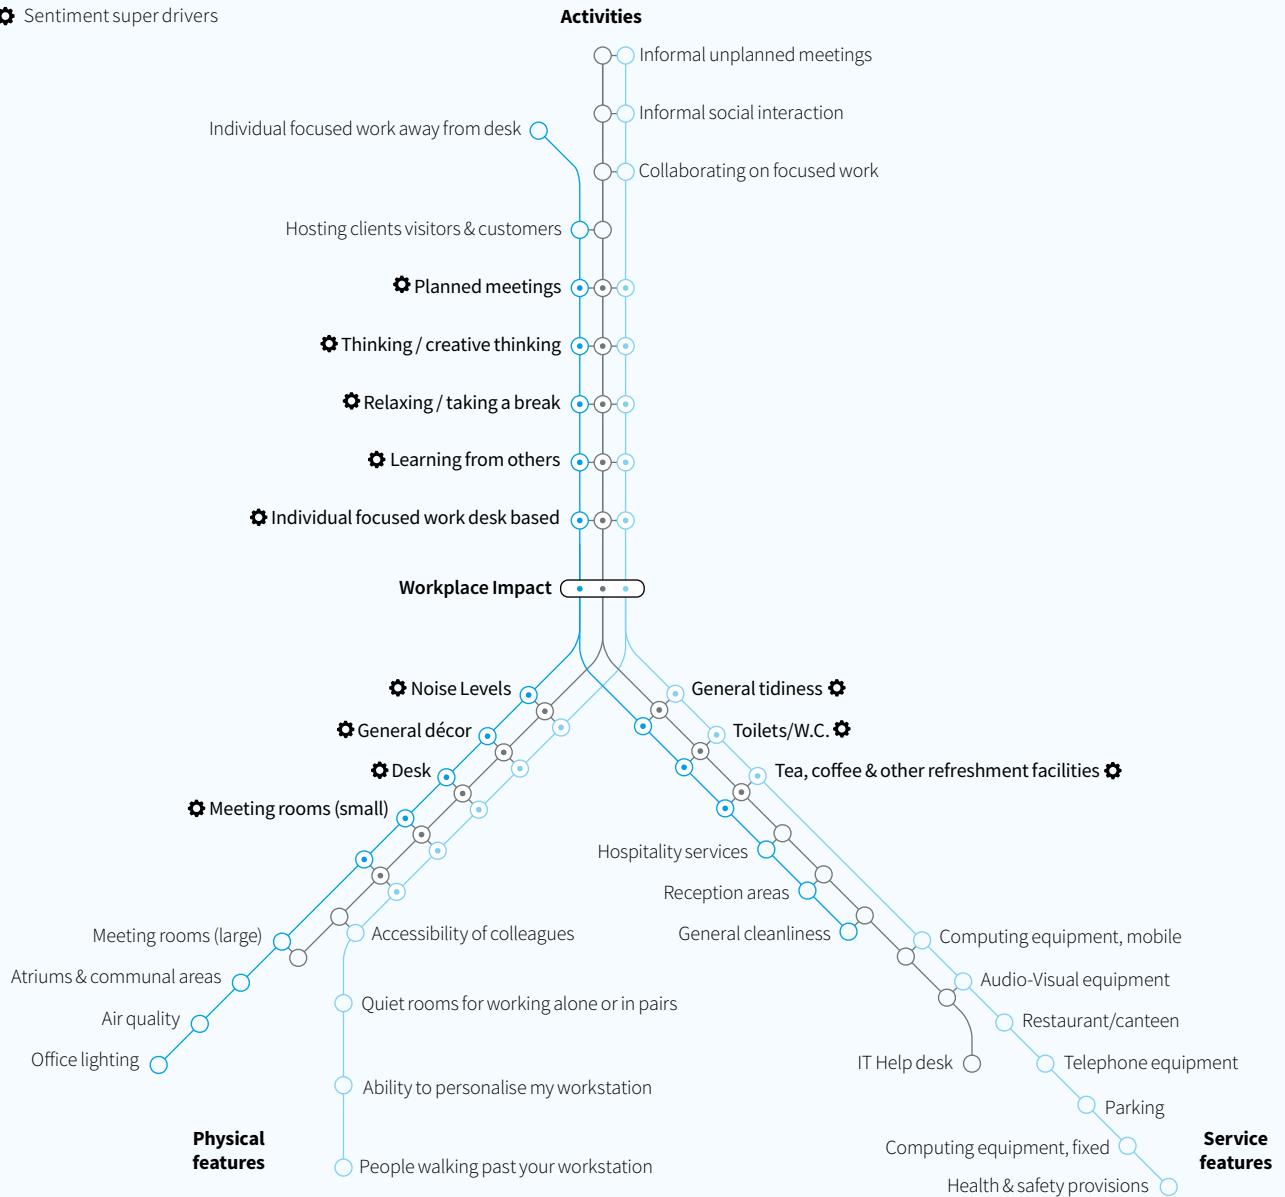 Sentiment super drivers
Activities
Informal unplanned meetings
Informal social interaction
Individual focused work away from desk
Collaborating on focused work
Hosting clients visitors & customers
Planned meetings
Thinking / creative thinking
Relaxing / taking a break
Learning from others
Individual focused work desk based
Workplace Impact
Noise Levels
General décor
Desk
Meeting rooms (small)
Meeting rooms (large)
Atriums & communal areas
Air quality
Office lighting
Accessibility of colleagues
Quiet rooms for working alone or in pairs
Ability to personalise my workstation
People walking past your workstation
Physical
features
General tidiness
Toilets/W.C.
Tea, coffee & other refreshment facilities
Hospitality services
Reception areas
General cleanliness
Computing equipment, mobile
Audio-Visual equipment
Restaurant/canteen
IT Help desk
Telephone equipment
Parking
Computing equipment, fixed
Health & safety provisions
Service
features